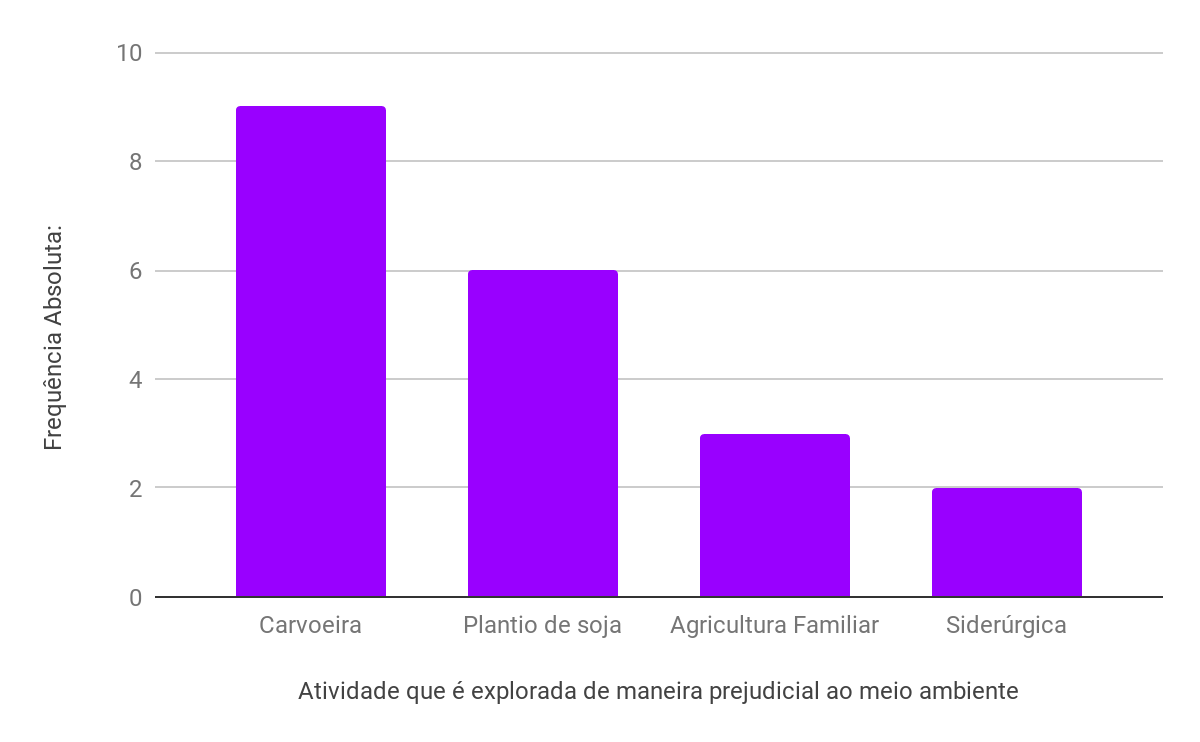 10
8
6
4
2
0
Frequência Absoluta:
Carvoeira
Plantio de soja
Agricultura Familiar
Siderúrgica
Atividade que é explorada de maneira prejudicial ao meio ambiente